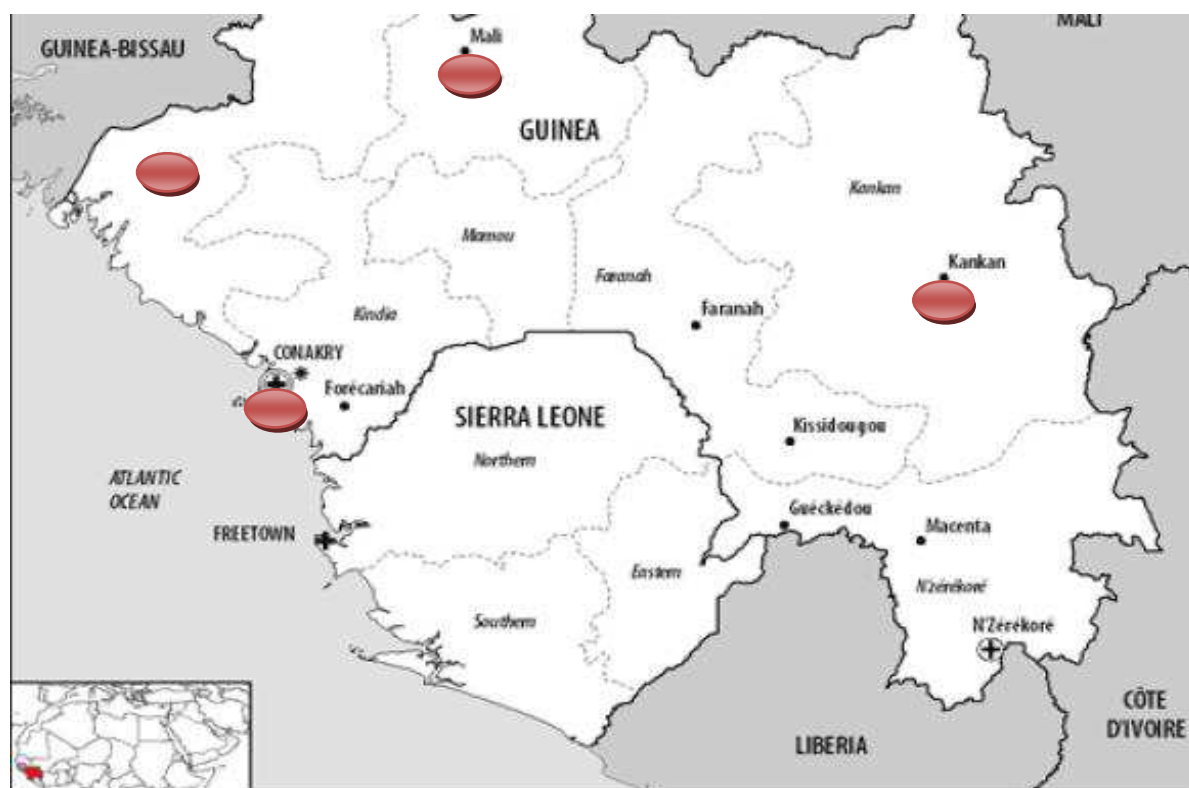 MALI
GUINEA-BISSAU
Mali
GUINEA
Kankan
Mamou
Kankan
Faranah
Faranah
Kindia
CONAKRY
Forécariah
SIERRA LEONE
Kissidougou
Northern
ATLANTIC
OCEAN
Guéckédou
FREETOWN
Macenta
Eastern
N'zérékoré
Southern
N'Zérékoré
CÔTE
D'IVOIRE
LIBERIA